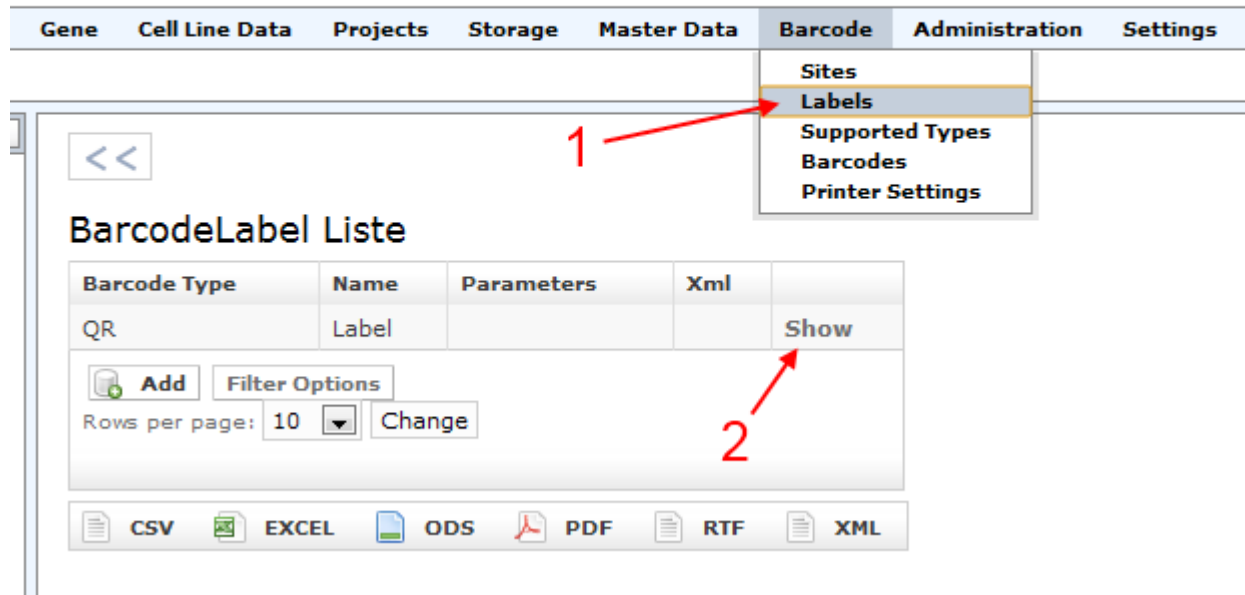 Gene Cell Line Data Projects Storage Master Data Barcode Administration Settings
Sites
Labels
Supported Types
Barcodes
Printer Settings
1
<<
BarcodeLabel Liste
Barcode Type Name Parameters Xml
QR Label Show
Add Filter Options
Rows per page: 10 Change
2
CSV EXCEL ODS PDF RTF XML